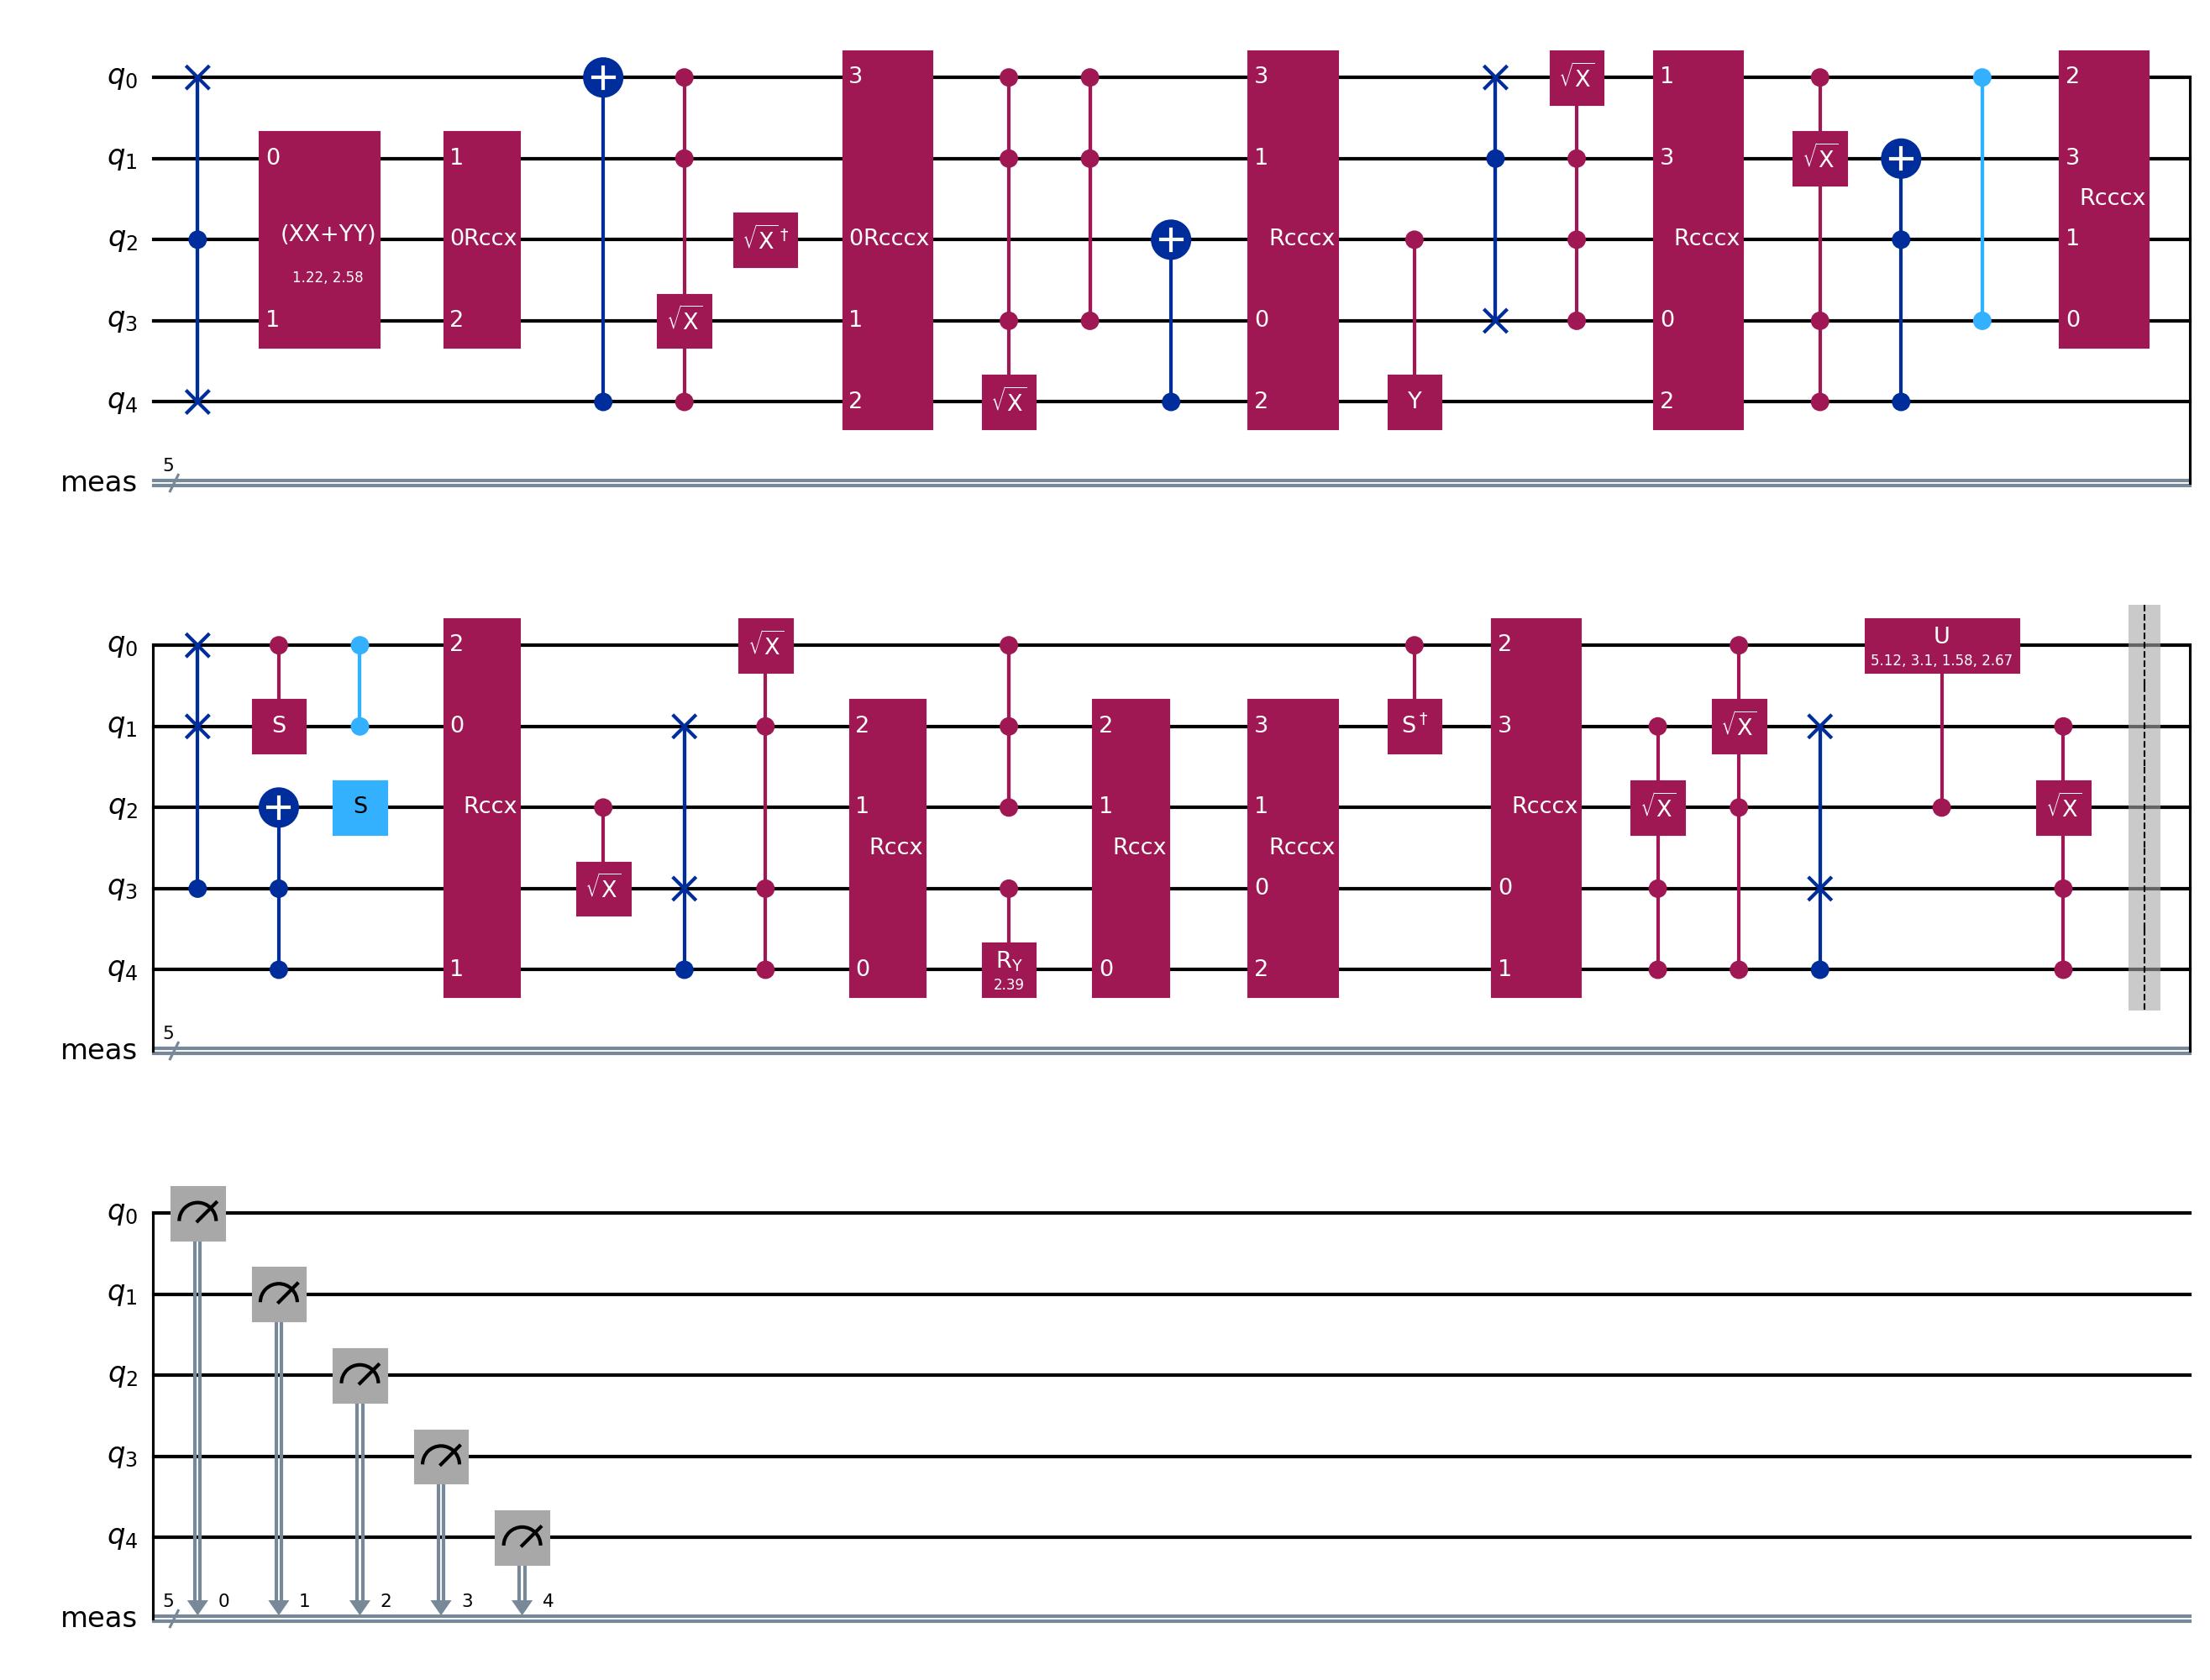 q0 3 3 √X 1 2
q1 0 1 1 3 √X 3
(XX+YY) Rcccx
q2 0Rccx √X† 0Rcccx Rcccx Rcccx 1
1.22, 2.58
q3 1 2 √X 1 0 0 0
q4 2 √X 2 Y 2
meas 5
q0 2 √X 2 U
5.12, 3.1, 1.58, 2.67
q1 S 0 2 2 3 S† 3 √X
q2 S Rccx 1 1 1 Rcccx √X √X
Rccx Rccx Rcccx
q3 √X 0 0
q4 1 0 RY 0 2 1
2.39
meas 5
q0
q1
q2
q3
q4
meas 5 0 1 2 3 4